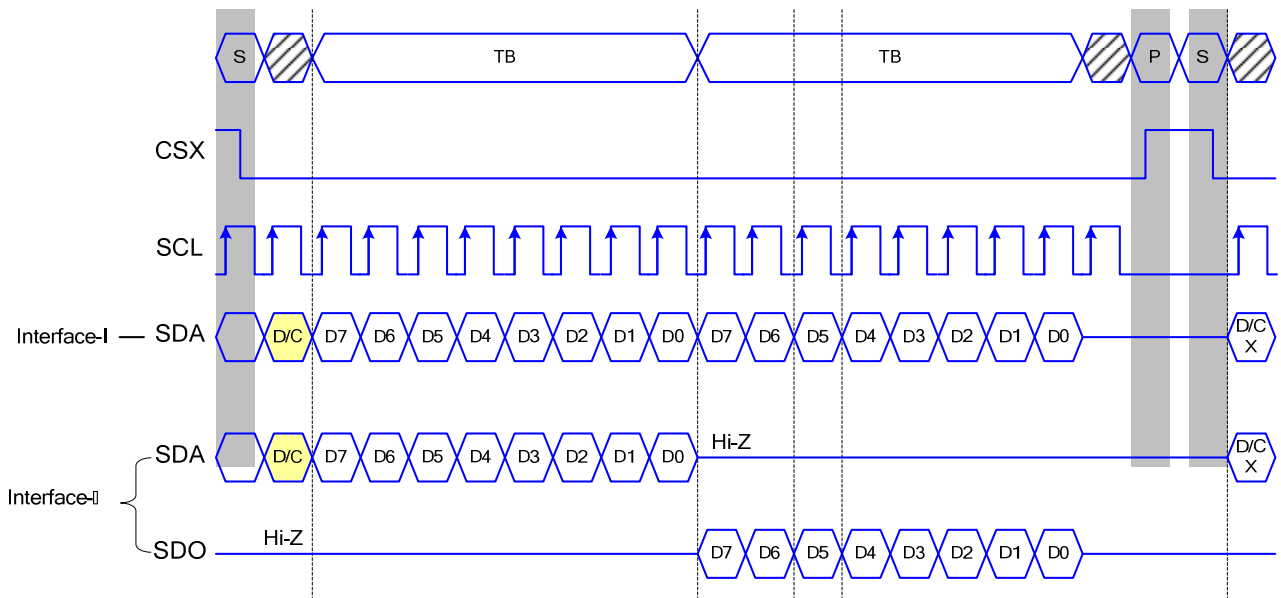 S TB TB P S
CSX
SCL
Interface-I SDA D/C D7 D6 D5 D4 D3 D2 D1 D0 D7 D6 D5 D4 D3 D2 D1 D0 D/C
X
SDA D/C D7 D6 D5 D4 D3 D2 D1 D0 Hi-Z D/C
X
Interface-▯
SDO Hi-Z D7 D6 D5 D4 D3 D2 D1 D0